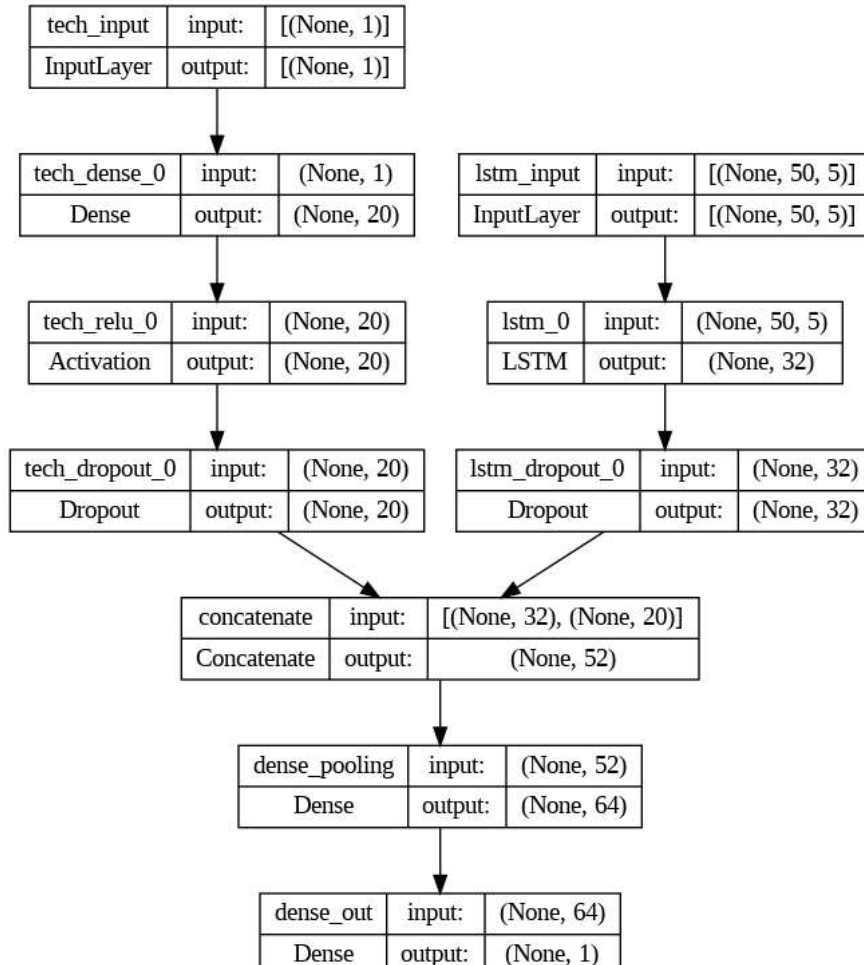 tech_input input: [(None, 1)]
InputLayer output: [(None, 1)]
tech_dense_0 input: (None, 1)
Dense output: (None, 20)
lstm_input input: [(None, 50, 5)]
InputLayer output: [(None, 50, 5)]
tech_relu_0 input: (None, 20)
Activation output: (None, 20)
lstm_0 input: (None, 50, 5)
LSTM output: (None, 32)
tech_dropout_0 input: (None, 20)
Dropout output: (None, 20)
lstm_dropout_0 input: (None, 32)
Dropout output: (None, 32)
concatenate input: [(None, 32), (None, 20)]
Concatenate output: (None, 52)
dense_pooling input: (None, 52)
Dense output: (None, 64)
dense_out input: (None, 64)
Dense output: (None, 1)